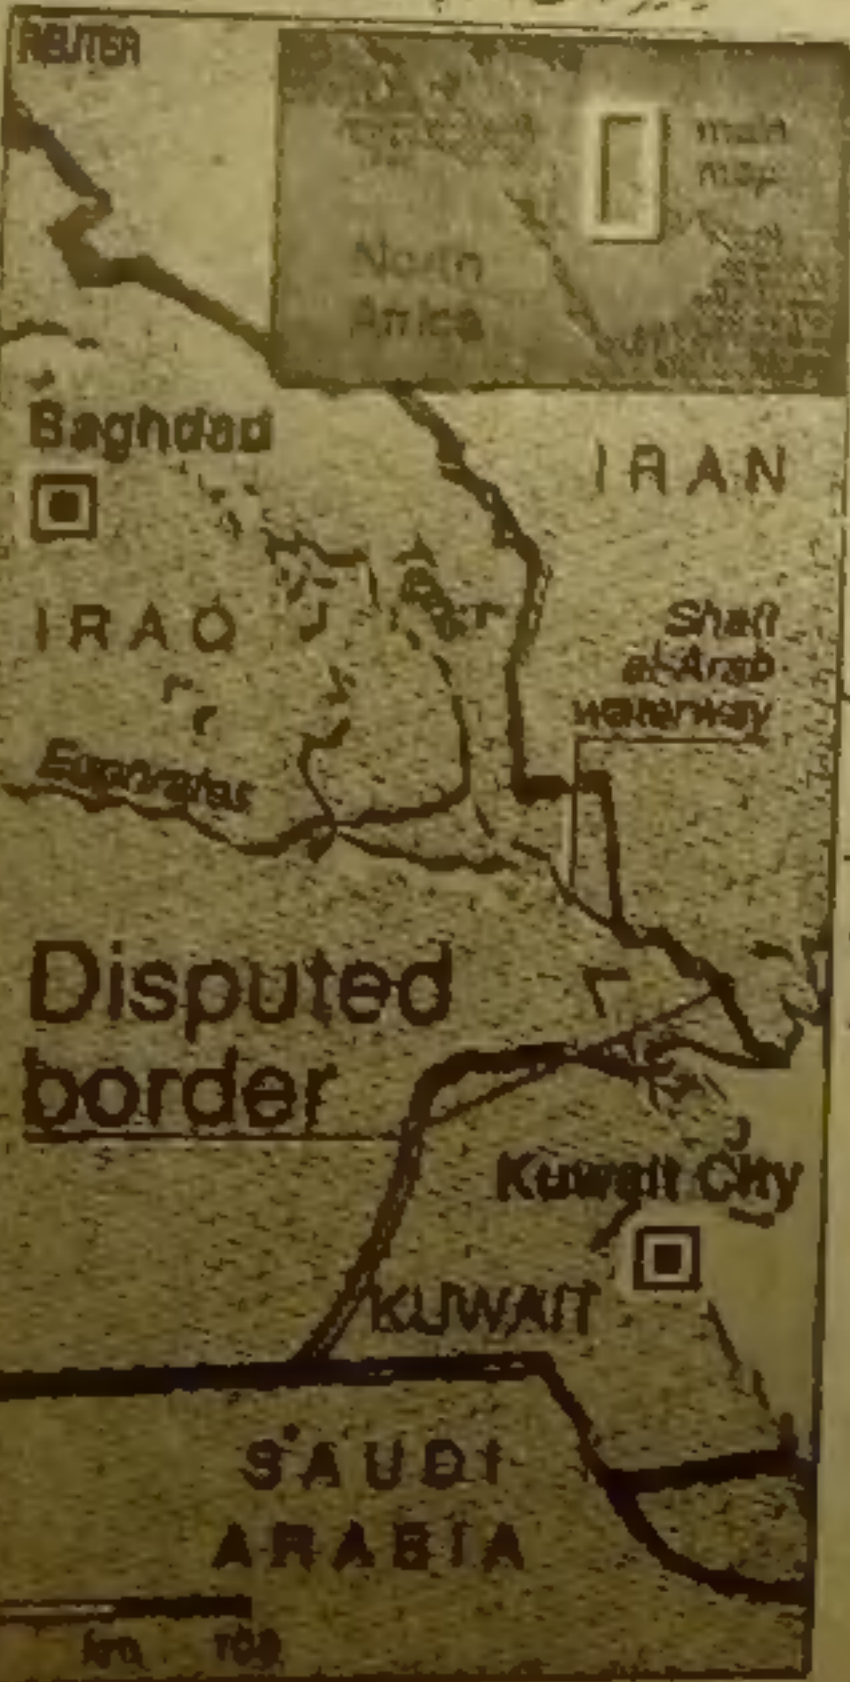 REUTER
main
map
North
Africa
Baghdad
IRAN
IRAQ
Shatt
al-Arab
waterway
Euphrates
Disputed
border
Kuwait City
KUWAIT
SAUDI
ARABIA
km 100